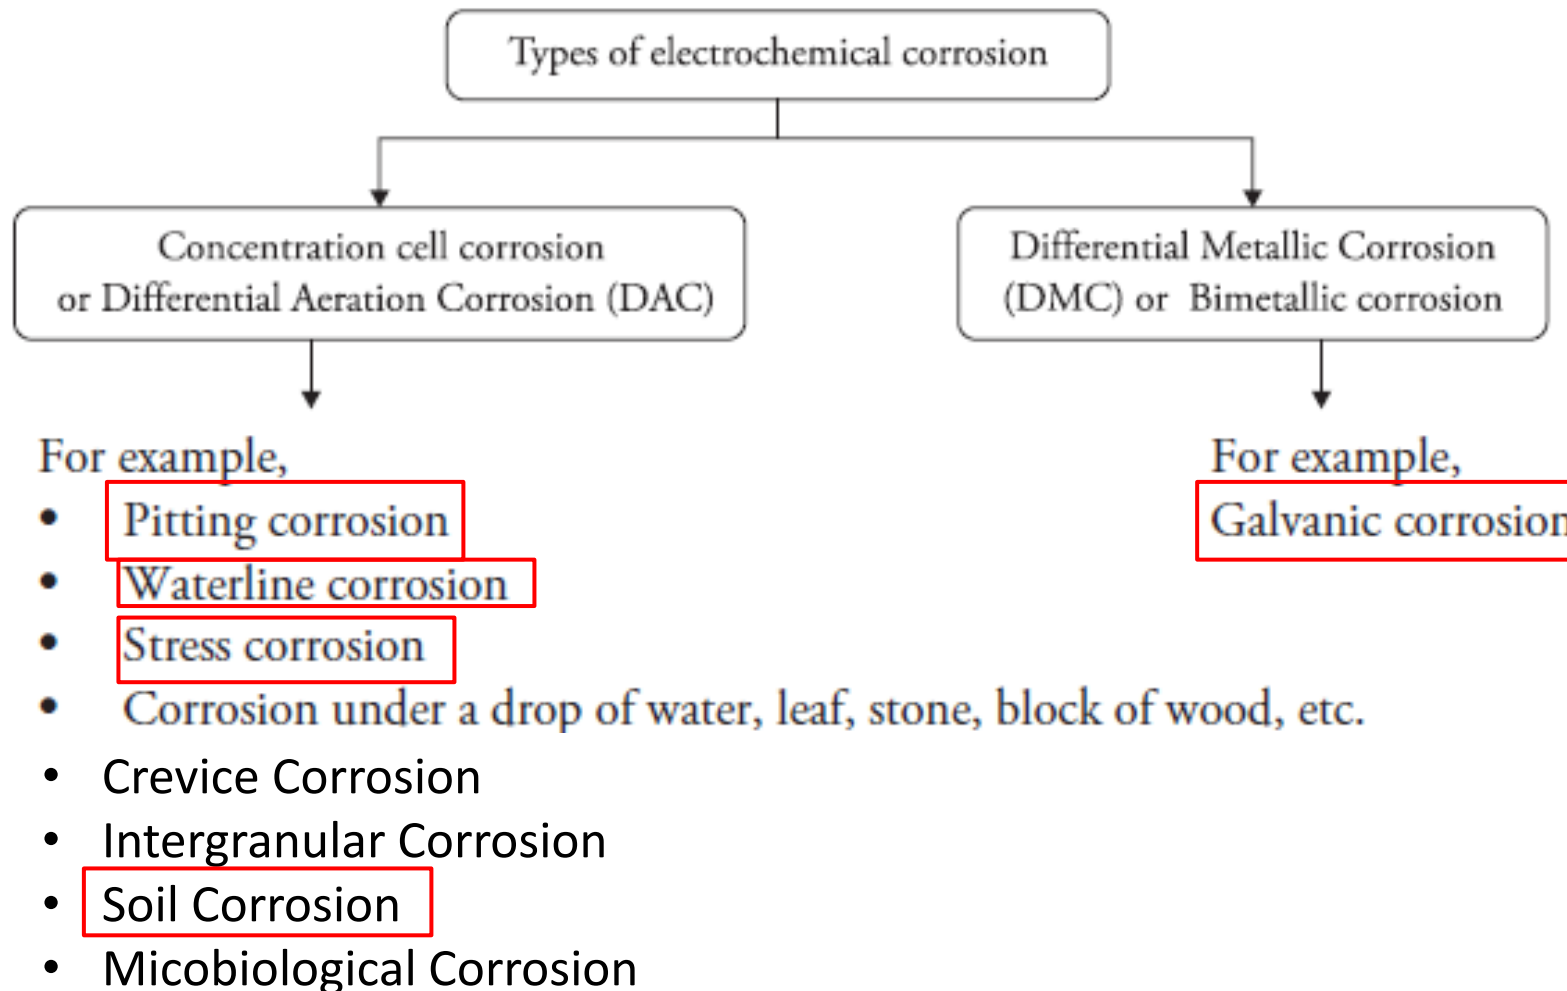 Types of electrochemical corrosion
Concentration cell corrosion
or Differential Aeration Corrosion (DAC)
Differential Metallic Corrosion
(DMC) or Bimetallic corrosion
For example,
• Pitting corrosion
• Waterline corrosion
• Stress corrosion
• Corrosion under a drop of water, leaf, stone, block of wood, etc.
• Crevice Corrosion
• Intergranular Corrosion
• Soil Corrosion
• Micobiological Corrosion
For example,
Galvanic corrosion